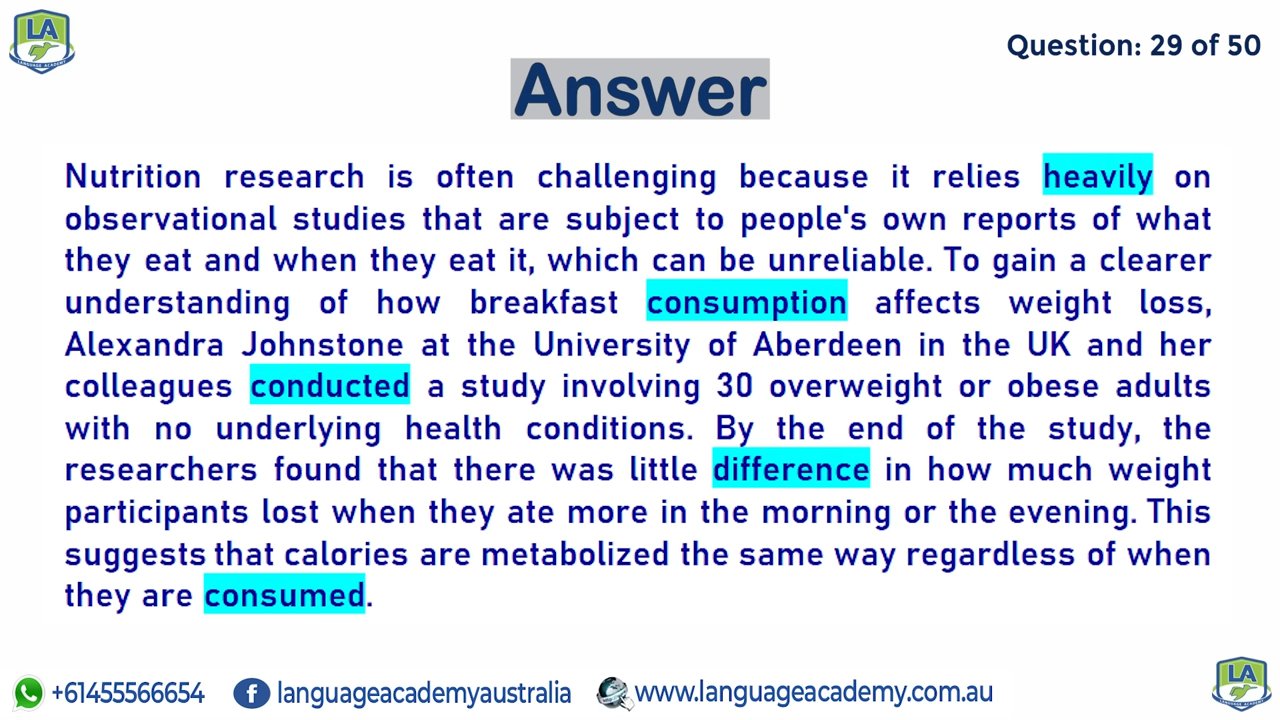 LA
LANGUAGE ACADEMY
Question: 29 of 50
Answer
Nutrition research is often challenging because it relies heavily on
observational studies that are subject to people's own reports of what
they eat and when they eat it, which can be unreliable. To gain a clearer
understanding of how breakfast consumption affects weight loss,
Alexandra Johnstone at the University of Aberdeen in the UK and her
colleagues conducted a study involving 30 overweight or obese adults
with no underlying health conditions. By the end of the study, the
researchers found that there was little difference in how much weight
participants lost when they ate more in the morning or the evening. This
suggests that calories are metabolized the same way regardless of when
they are consumed.
+61455566654
f languageacademyaustralia
www.languageacademy.com.au
LA
LANGUAGE ACADEMY